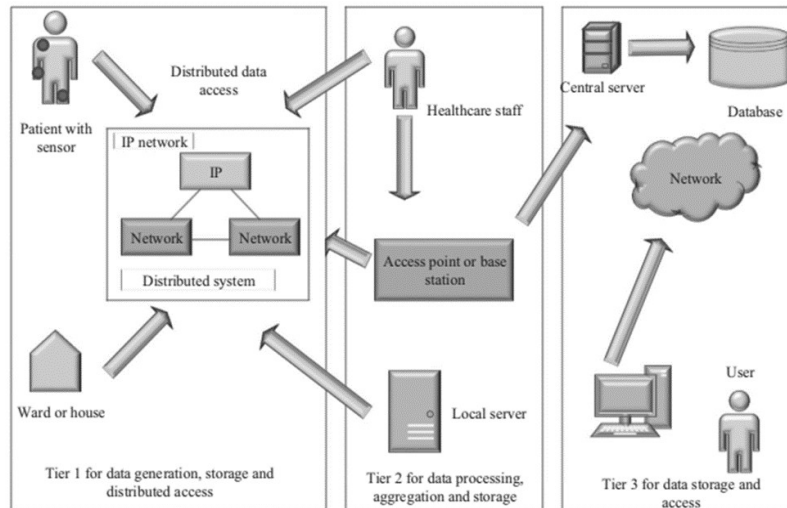 Patient with
sensor
Distributed data
access
IP network
IP
Network
Network
Distributed system
Ward or house
Tier 1 for data generation, storage and
distributed access
Healthcare staff
Access point or base
station
Local server
Tier 2 for data processing,
aggregation and storage
Central server
Database
Network
User
Tier 3 for data storage and
access